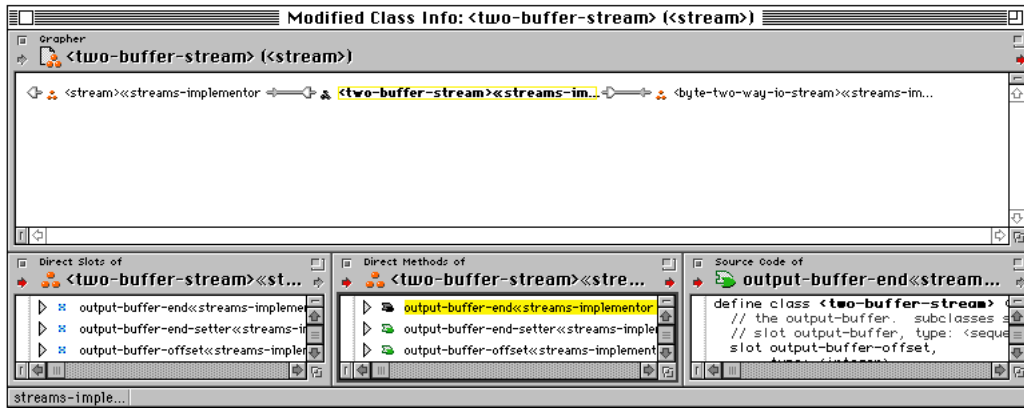 Modified Class Info: <two-buffer-stream> (<stream>)
Grapher
<two-buffer-stream> (<stream>)
<stream>«streams-implementor <two-buffer-stream>«streams-im... <byte-two-way-io-stream>«streams-im...
Direct Slots of
<two-buffer-stream>«st...
output-buffer-end«streams-implemen
output-buffer-end-setter«streams-in
output-buffer-offset«streams-implen
Direct Methods of
<two-buffer-stream>«stre...
output-buffer-end«streams-implementor
output-buffer-end-setter«streams-imple
output-buffer-offset«streams-implement
Source Code of
output-buffer-end«stream...
define class <two-buffer-stream> (
// the output-buffer. subclasses s
// slot output-buffer, type: <seque
slot output-buffer-offset,
type: <integer>
streams-imple...